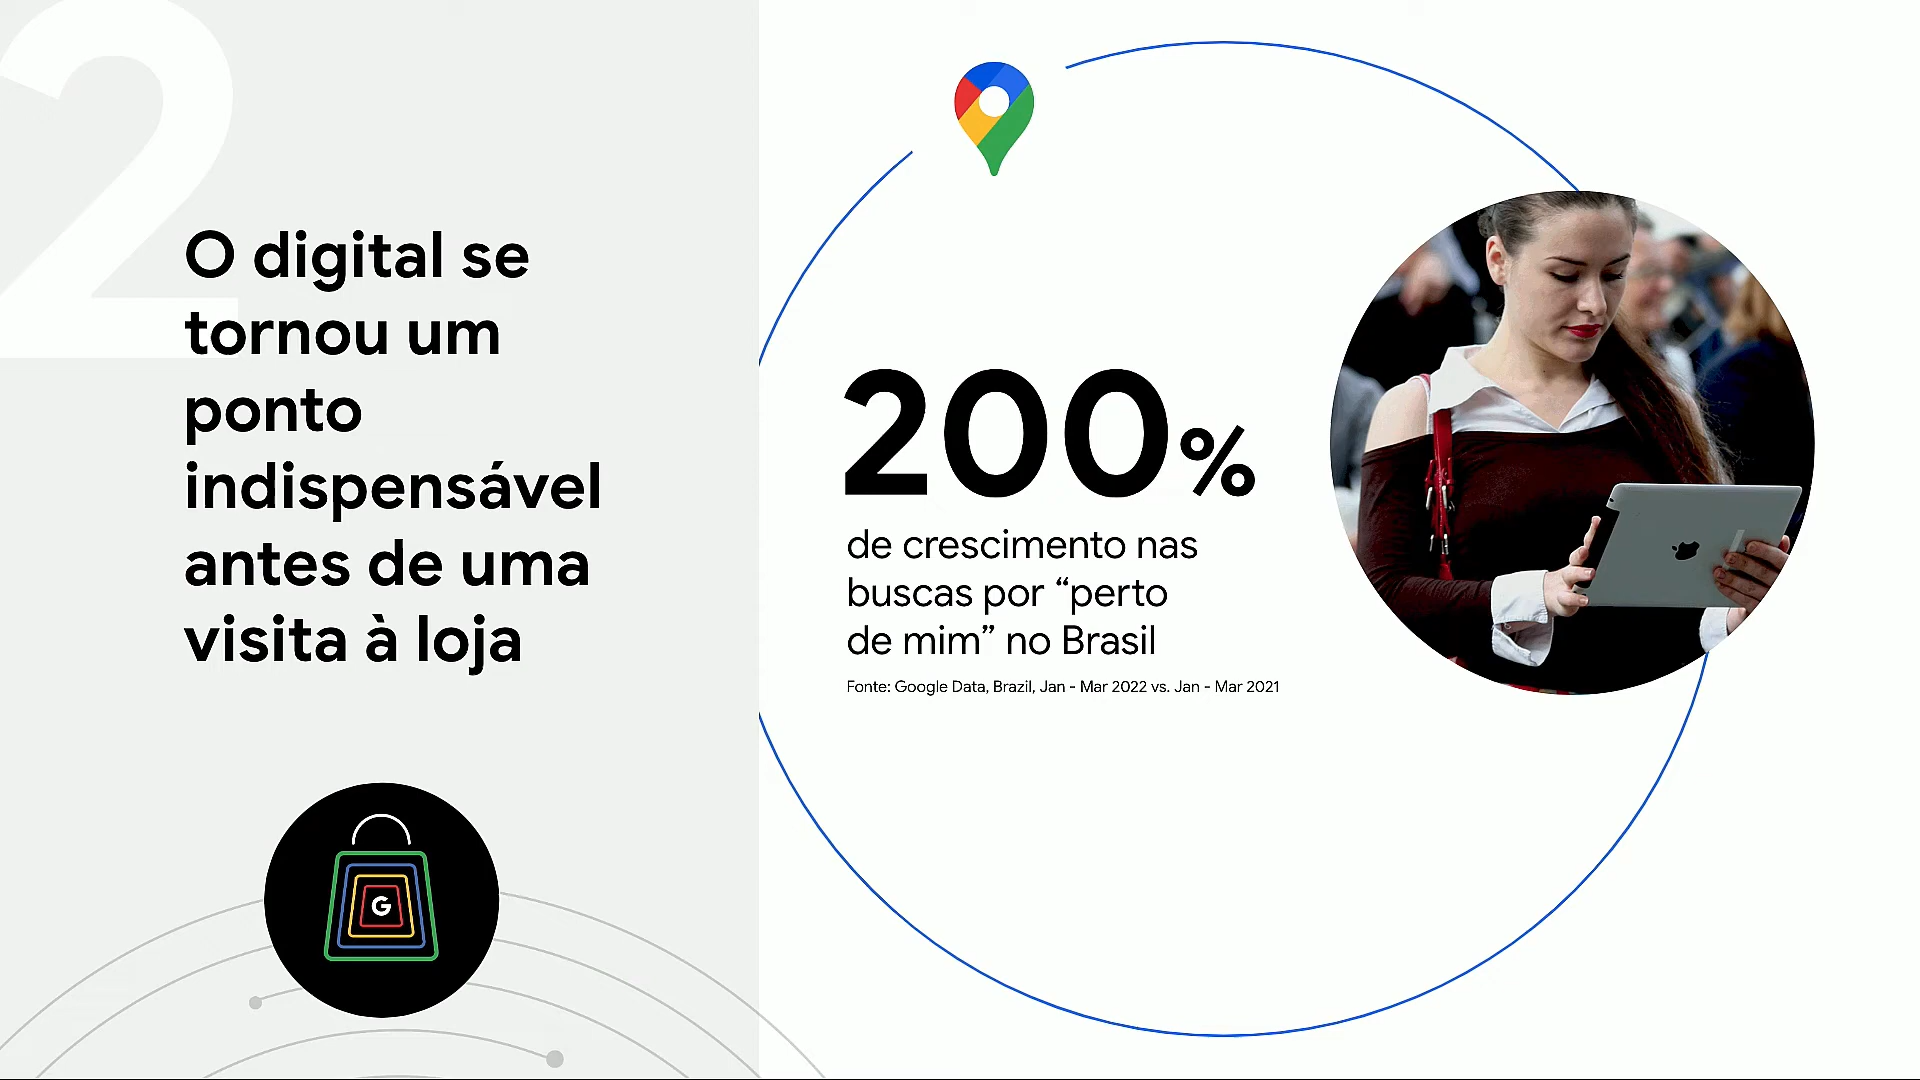 2
O digital se
tornou um
ponto
indispensável
antes de uma
visita à loja
G
200%
de crescimento nas
buscas por “perto
de mim” no Brasil
Fonte: Google Data, Brazil, Jan - Mar 2022 vs. Jan - Mar 2021